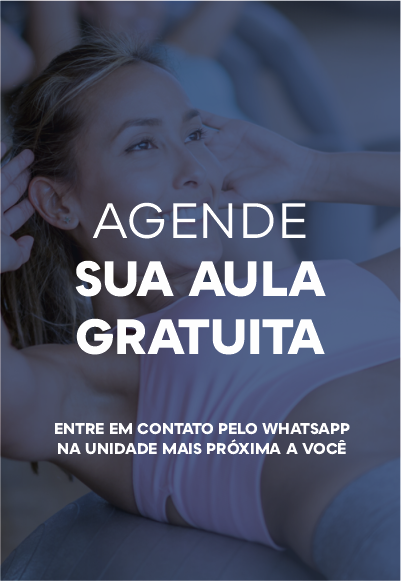 AGENDE
SUA AULA
GRATUITA
ENTRE EM CONTATO PELO WHATSAPP
NA UNIDADE MAIS PRÓXIMA A VOCÊ